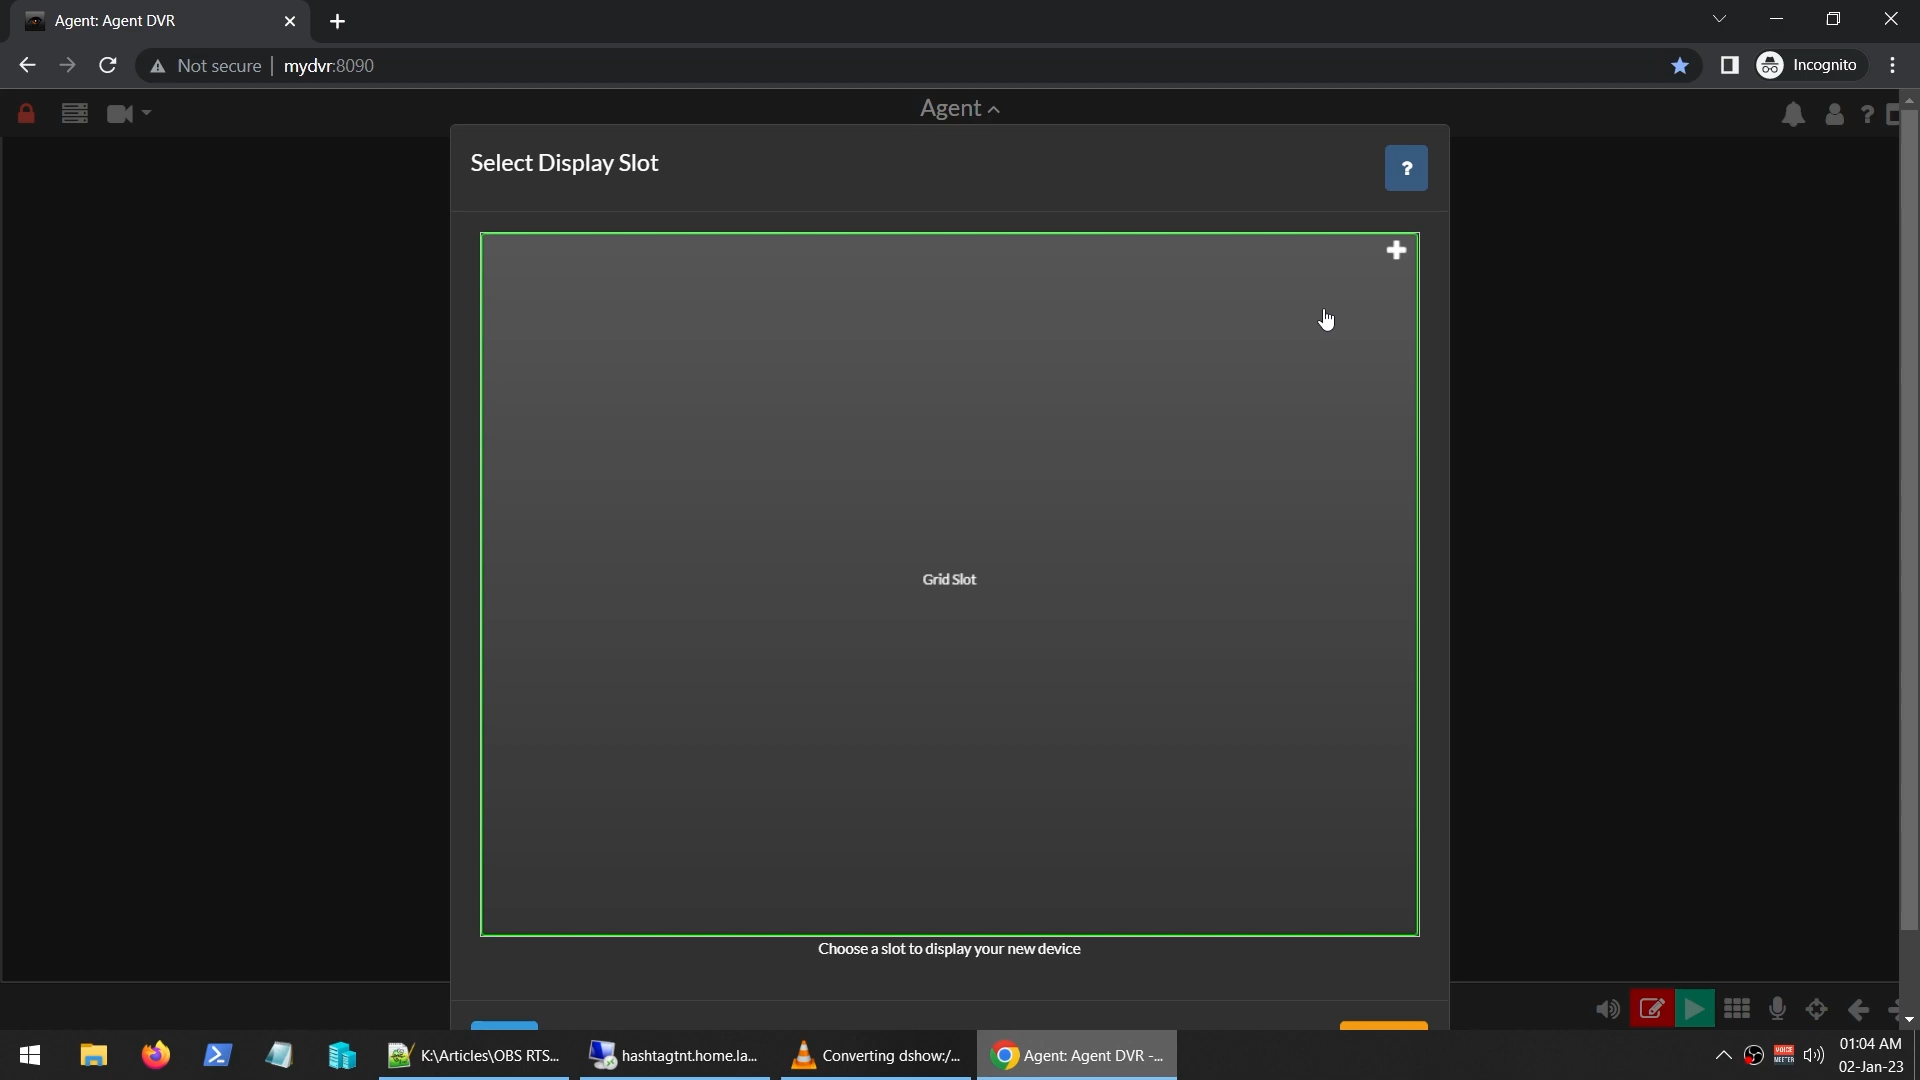 Agent: Agent DVR
Not secure | mydvr:8090
Incognito
Agent
?
Select Display Slot
?
Grid Slot
Choose a slot to display your new device
K:\Articles\OBS RTS...
hashtagtnt.home.la...
Converting dshow:/...
Agent: Agent DVR -...
01:04 AM
02-Jan-23